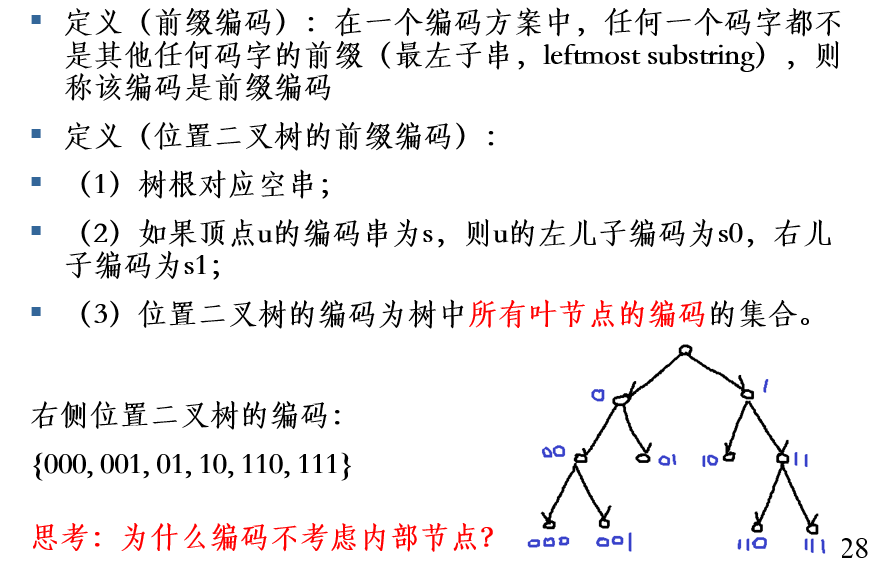 定义（前缀编码）：在一个编码方案中，任何一个码字都不
是其他任何码字的前缀（最左子串，leftmost substring），则
称该编码是前缀编码
定义（位置二叉树的前缀编码）：
（1）树根对应空串；
（2）如果顶点u的编码串为s，则u的左儿子编码为s0，右儿
子编码为s1；
（3）位置二叉树的编码为树中所有叶节点的编码的集合。
右侧位置二叉树的编码：
{000, 001, 01, 10, 110, 111}
思考：为什么编码不考虑内部节点？
0 1
00 01 10 11
000 001 110 111
28